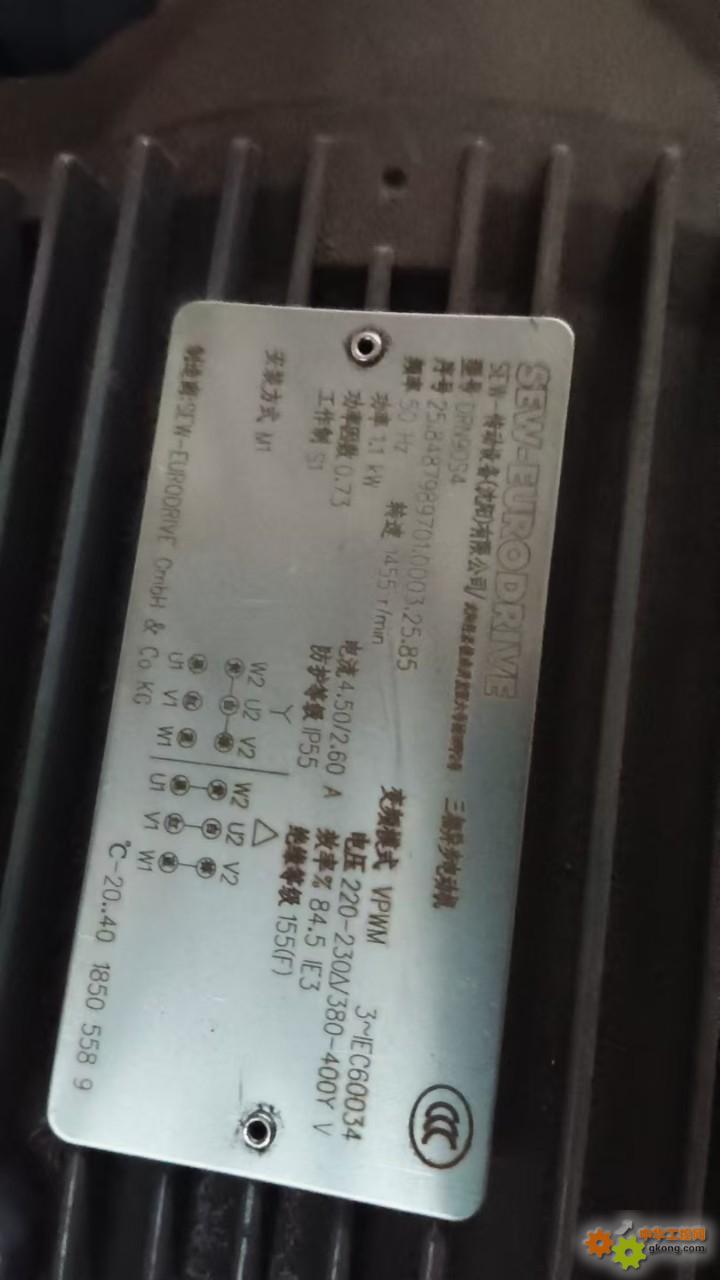 SEW-EURODRIVE
SEW-传动设备(沈阳)有限公司/
三相异步电动机
型号 DRN90S4
序号 25.8487989701.0003.25.85
变频模式 VPWM
3~IEC60034
频率 50 Hz
转速 1455 r/min
电压 220-230△/380-400Y V
功率 1.1 kW
电流 4.50/2.60 A
效率% 84.5 IE3
功率因数 0.73
防护等级 IP55
绝缘等级 155(F)
工作制 S1
Y
△
安装方式 M1
W2 U2 V2
W2 U2 V2
U1 V1 W1
U1 V1 W1
制造商:SEW-EURODRIVE GmbH & Co.KG
℃-20..40
1850 558 9
CCC
中华工控网
gkong.com